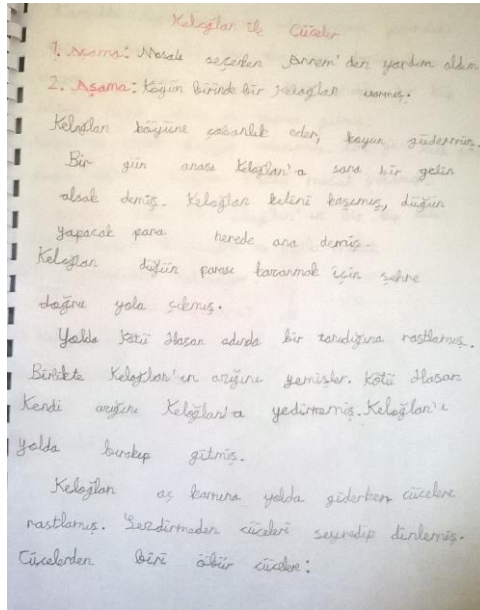 Keloğlan ile Cüceler
1. Aşama: Masalı seçerken Annem'den yardım aldım
2. Aşama: Köyün birinde bir Keloğlan varmış.
Keloğlan köyüne çobanlık eder, koyun güdermiş.
Bir gün anası Keloğlan'a sana bir gelin
alsak demiş. Keloğlan kelini kaşımış, düğün
yapacak para nerede ana demiş.
Keloğlan düğün parası kazanmak için şehre
doğru yola çıkmış.
Yolda Kötü Hasan adında bir tanıdığına rastlamış.
Birlikte Keloğlan'ın azığını yemişler. Kötü Hasan
Kendi azığını Keloğlan'a yedirmemiş. Keloğlan'ı
yolda bırakıp gitmiş.
Keloğlan aç karnına yolda giderken cücelere
rastlamış. Sezdirmeden cüceleri seyredip dinlemiş.
Cücelerden biri öbür cücelere: